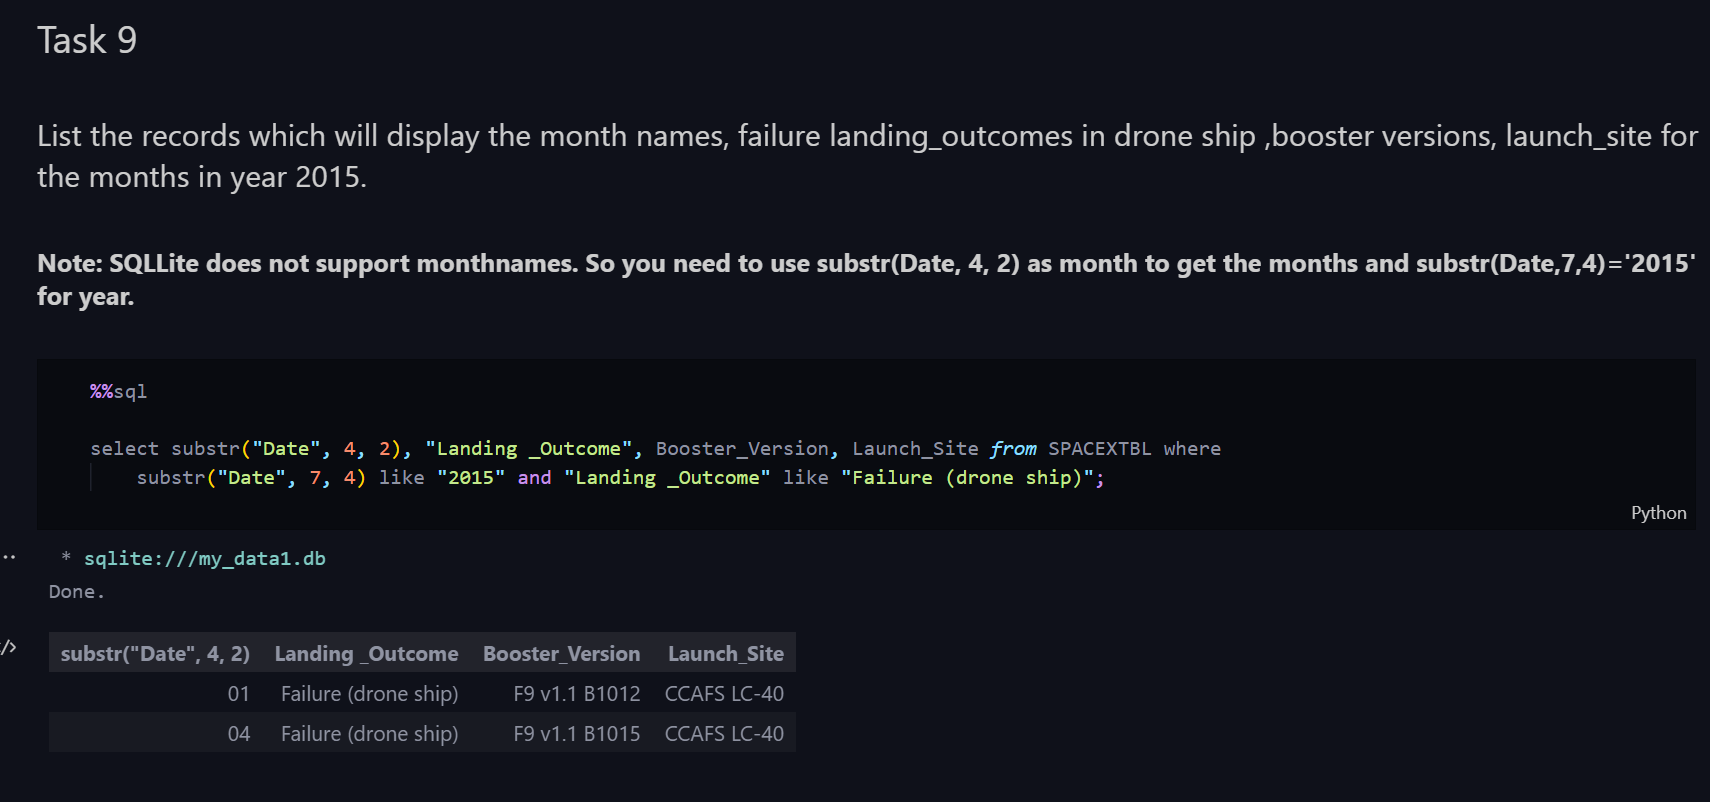 Task 9
List the records which will display the month names, failure landing_outcomes in drone ship ,booster versions, launch_site for
the months in year 2015.
Note: SQLLite does not support monthnames. So you need to use substr(Date, 4, 2) as month to get the months and substr(Date,7,4)='2015'
for year.
%%sql
select substr("Date", 4, 2), "Landing _Outcome", Booster_Version, Launch_Site from SPACEXTBL where
substr("Date", 7, 4) like "2015" and "Landing _Outcome" like "Failure (drone ship)";
Python
* sqlite:///my_data1.db
Done.
substr("Date", 4, 2) Landing _Outcome Booster_Version Launch_Site
01 Failure (drone ship) F9 v1.1 B1012 CCAFS LC-40
04 Failure (drone ship) F9 v1.1 B1015 CCAFS LC-40